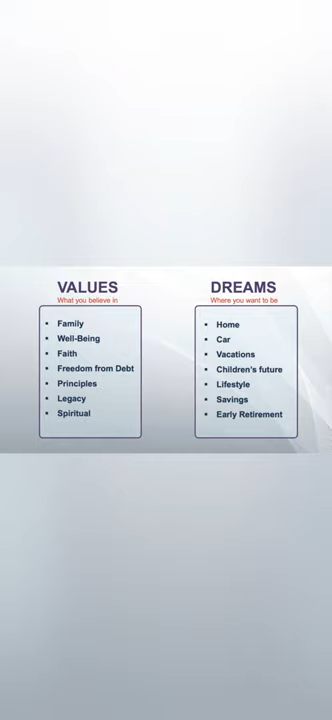 VALUES
What you believe in
▪ Family
▪ Well-Being
▪ Faith
▪ Freedom from Debt
▪ Principles
▪ Legacy
▪ Spiritual
DREAMS
Where you want to be
▪ Home
▪ Car
▪ Vacations
▪ Children's future
▪ Lifestyle
▪ Savings
▪ Early Retirement